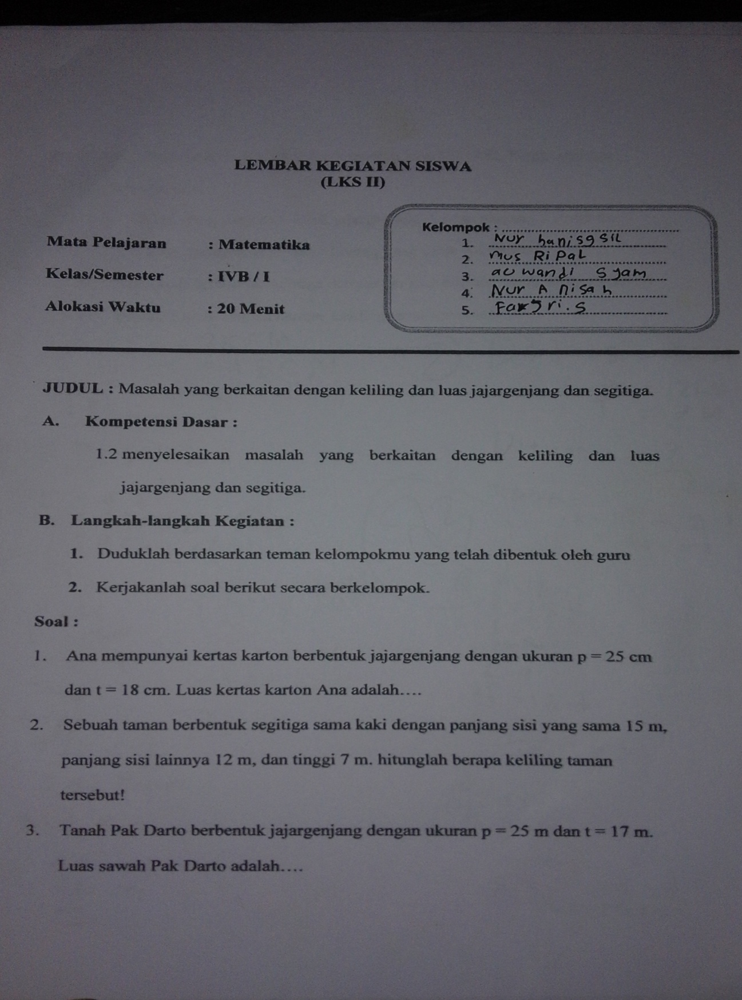 LEMBAR KEGIATAN SISWA
(LKS II)
Mata Pelajaran : Matematika
Kelas/Semester : IVB / I
Alokasi Waktu : 20 Menit
Kelompok : ..............................................
1. Nur hanisgsil
2. mus Ripal
3. au wandi Syam
4. Nur A nisah
5.
JUDUL : Masalah yang berkaitan dengan keliling dan luas jajargenjang dan segitiga.
A. Kompetensi Dasar :
1.2 menyelesaikan masalah yang berkaitan dengan keliling dan luas
jajargenjang dan segitiga.
B. Langkah-langkah Kegiatan :
1. Duduklah berdasarkan teman kelompokmu yang telah dibentuk oleh guru
2. Kerjakanlah soal berikut secara berkelompok.
Soal :
1. Ana mempunyai kertas karton berbentuk jajargenjang dengan ukuran p = 25 cm
dan t = 18 cm. Luas kertas karton Ana adalah….
2. Sebuah taman berbentuk segitiga sama kaki dengan panjang sisi yang sama 15 m,
panjang sisi lainnya 12 m, dan tinggi 7 m. hitunglah berapa keliling taman
tersebut!
3. Tanah Pak Darto berbentuk jajargenjang dengan ukuran p = 25 m dan t = 17 m.
Luas sawah Pak Darto adalah….